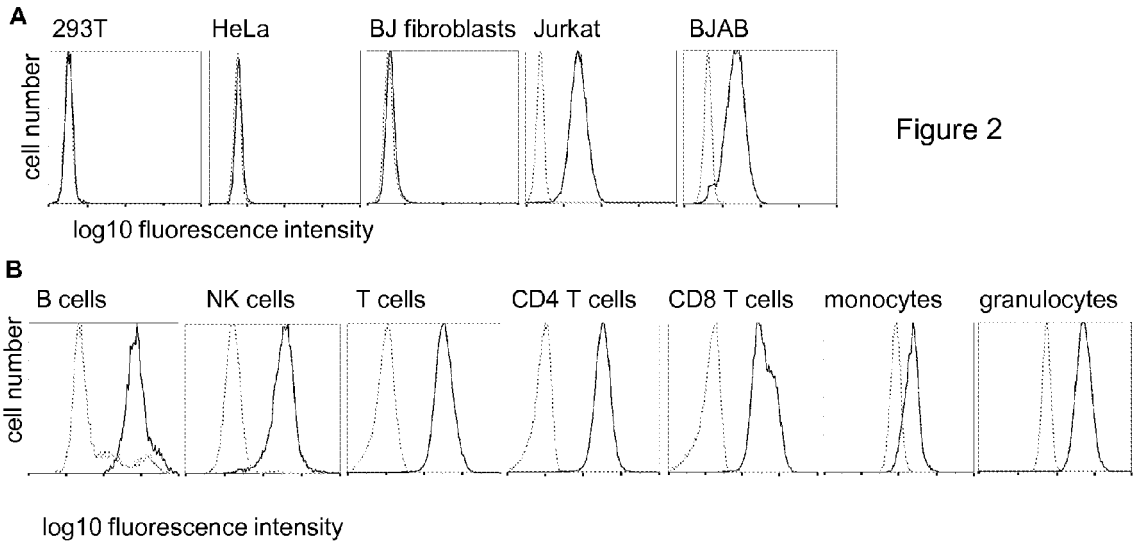 A
293T
HeLa
BJ fibroblasts
Jurkat
BJAB
cell number
Figure 2
log10 fluorescence intensity
B
B cells
NK cells
T cells
CD4 T cells
CD8 T cells
monocytes
granulocytes
cell number
log10 fluorescence intensity